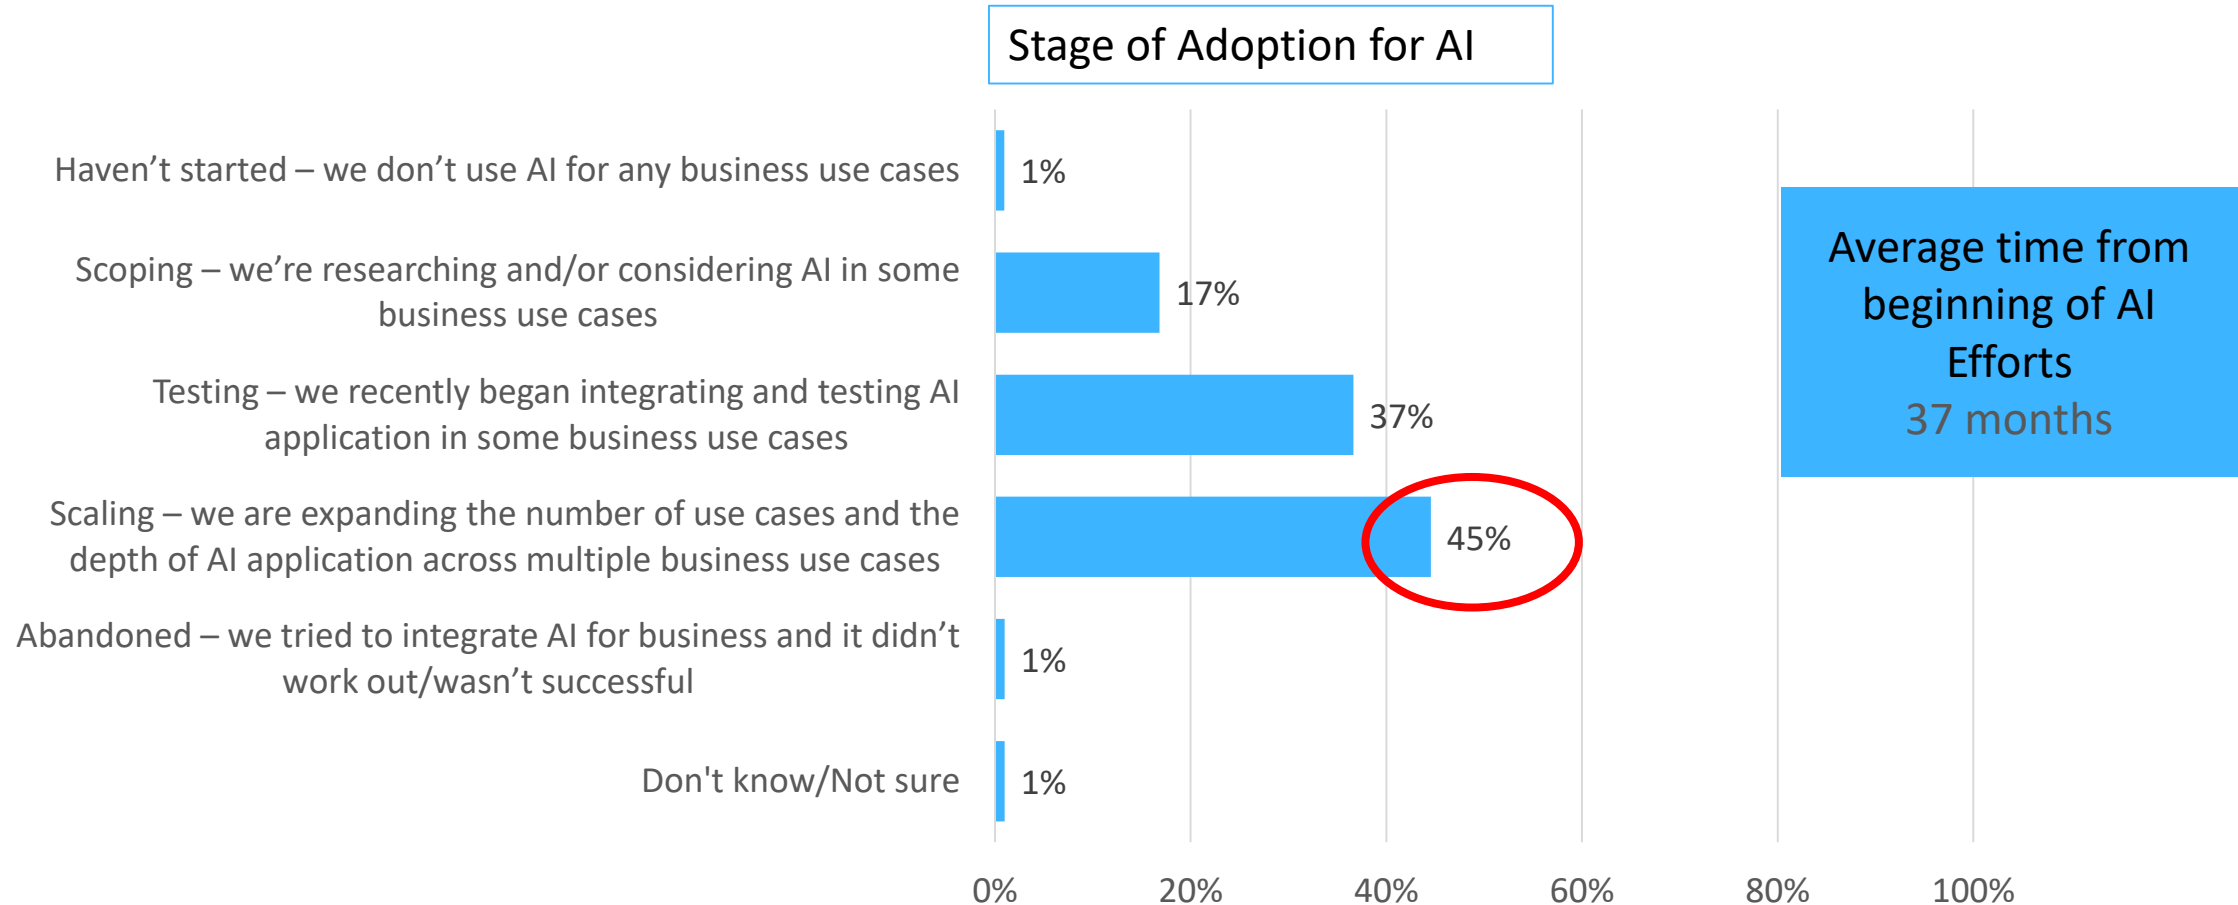 Stage of Adoption for AI
Haven’t started – we don’t use AI for any business use cases
1%
Scoping – we’re researching and/or considering AI in some
business use cases
17%
Testing – we recently began integrating and testing AI
application in some business use cases
37%
Scaling – we are expanding the number of use cases and the
depth of AI application across multiple business use cases
45%
Abandoned – we tried to integrate AI for business and it didn’t
work out/wasn’t successful
1%
Don't know/Not sure
1%
0% 20% 40% 60% 80% 100%
Average time from
beginning of AI
Efforts
37 months